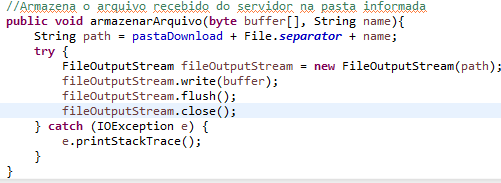 //Armazena o arquivo recebido do servidor na pasta informada
public void armazenarArquivo(byte buffer[], String name){
    String path = pastaDownload + File.separator + name;
    try {
        FileOutputStream fileOutputStream = new FileOutputStream(path);
        fileOutputStream.write(buffer);
        fileOutputStream.flush();
        fileOutputStream.close();
    } catch (IOException e) {
        e.printStackTrace();
    }
}